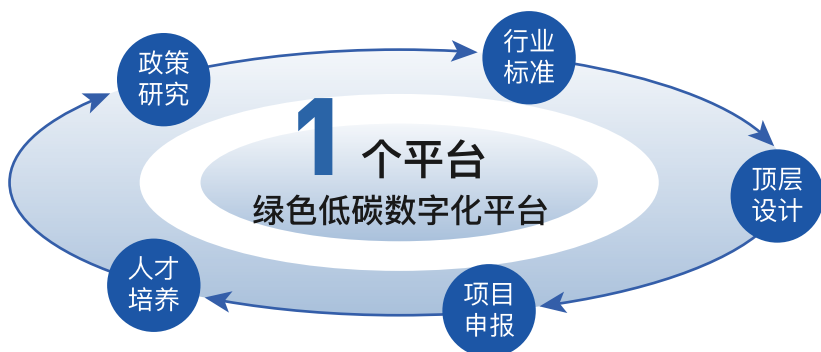 政策
研究
行业
标准
1个平台
绿色低碳数字化平台
顶层
设计
人才
培养
项目
申报